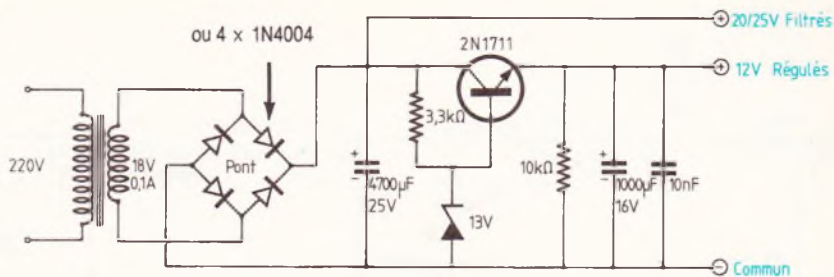 ou 4 x 1N4004
2N1711
⊕ 20/25V Filtrés
⊕ 12V Régulés
220V
18V
0,1A
Pont
+
-
4700µF
25V
3,3kΩ
13V
10kΩ
+
-
1000µF
16V
10nF
⊖ Commun